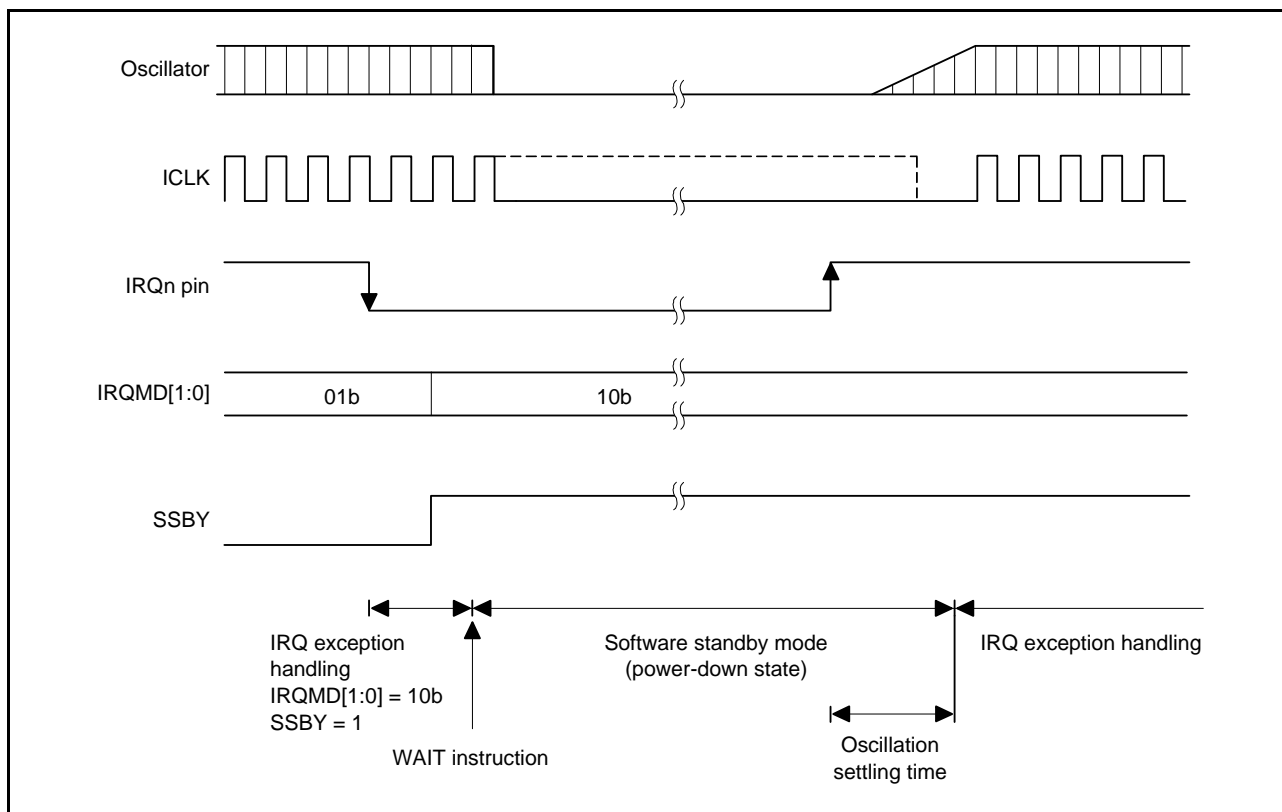 Oscillator
ICLK
IRQn pin
IRQMD[1:0]
01b
10b
SSBY
IRQ exception
handling
IRQMD[1:0] = 10b
SSBY = 1
WAIT instruction
Software standby mode
(power-down state)
Oscillation
settling time
IRQ exception handling